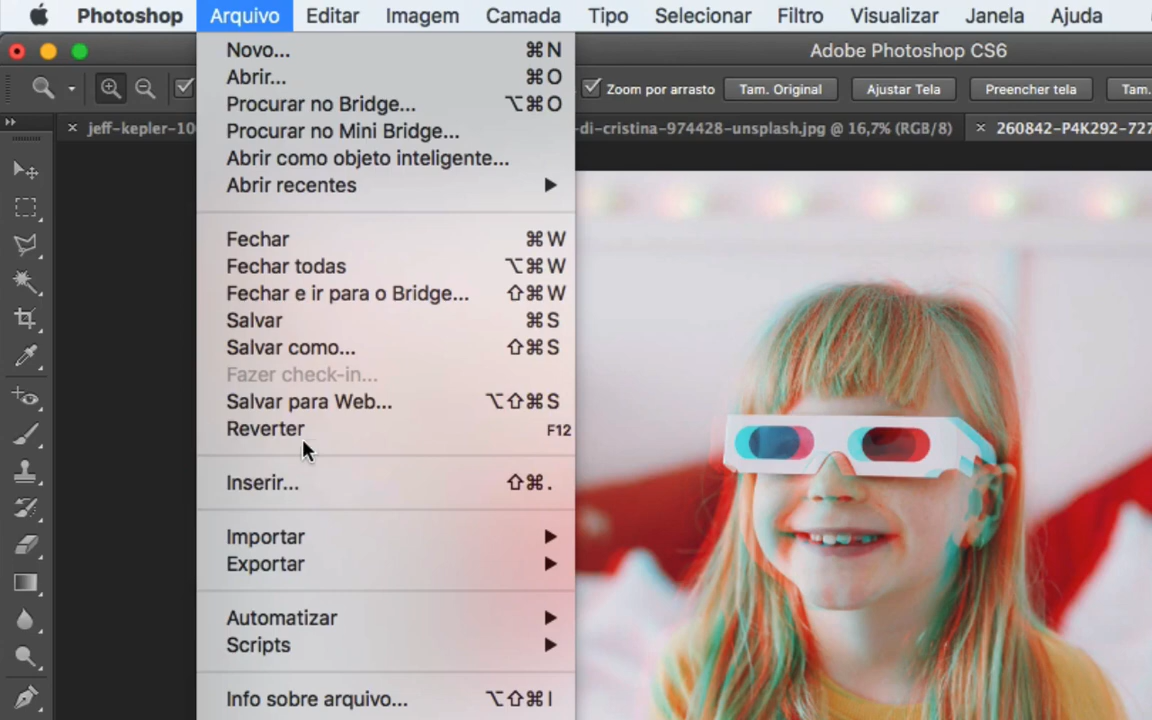 Photoshop Arquivo Editar Imagem Camada Tipo Selecionar Filtro Visualizar Janela Ajuda
Adobe Photoshop CS6
Zoom por arrasto Tam. Original Ajustar Tela Preencher tela Tam.
jeff-kepler-10
-di-cristina-974428-unsplash.jpg @ 16,7% (RGB/8)
260842-P4K292-727
Novo... ⌘N
Abrir... ⌘O
Procurar no Bridge... ⌥⌘O
Procurar no Mini Bridge...
Abrir como objeto inteligente...
Abrir recentes
Fechar ⌘W
Fechar todas ⌥⌘W
Fechar e ir para o Bridge... ⇧⌘W
Salvar ⌘S
Salvar como... ⇧⌘S
Fazer check-in...
Salvar para Web... ⌥⇧⌘S
Reverter F12
Inserir... ⇧⌘.
Importar
Exportar
Automatizar
Scripts
Info sobre arquivo... ⌥⇧⌘I